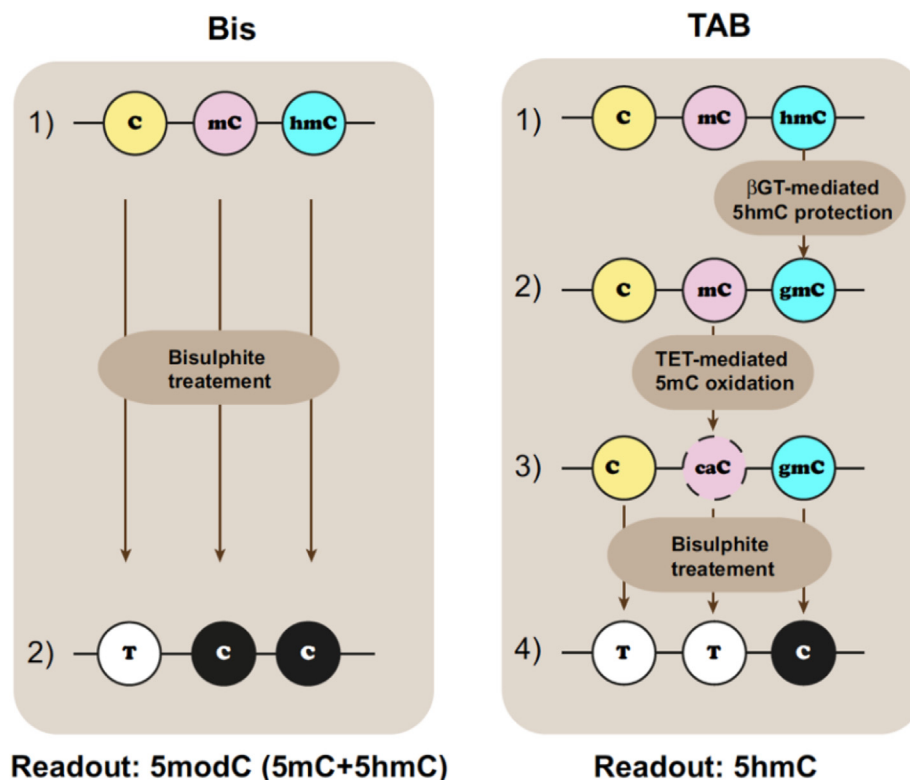 Bis
1) C mC hmC
Bisulphite
treatement
2) T C C
Readout: 5modC (5mC+5hmC)
TAB
1) C mC hmC
βGT-mediated
5hmC protection
2) C mC gmC
TET-mediated
5mC oxidation
3) C caC gmC
Bisulphite
treatement
4) T T C
Readout: 5hmC